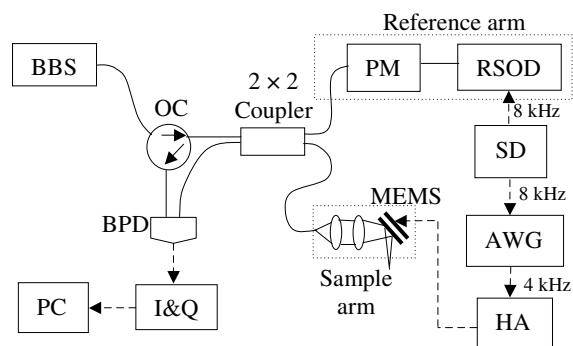 Reference arm
BBS
OC
2 × 2
Coupler
PM
RSOD
8 kHz
SD
8 kHz
MEMS
BPD
AWG
Sample
arm
4 kHz
PC
I&Q
HA